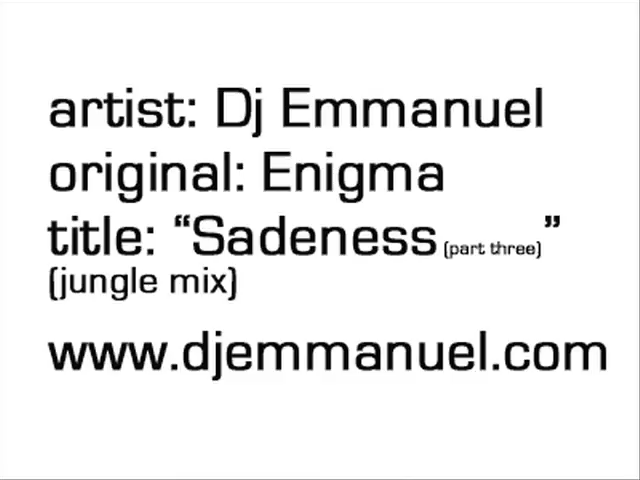 artist: Dj Emmanuel
original: Enigma
title: “Sadeness (part three)”
(jungle mix)
www.djemmanuel.com